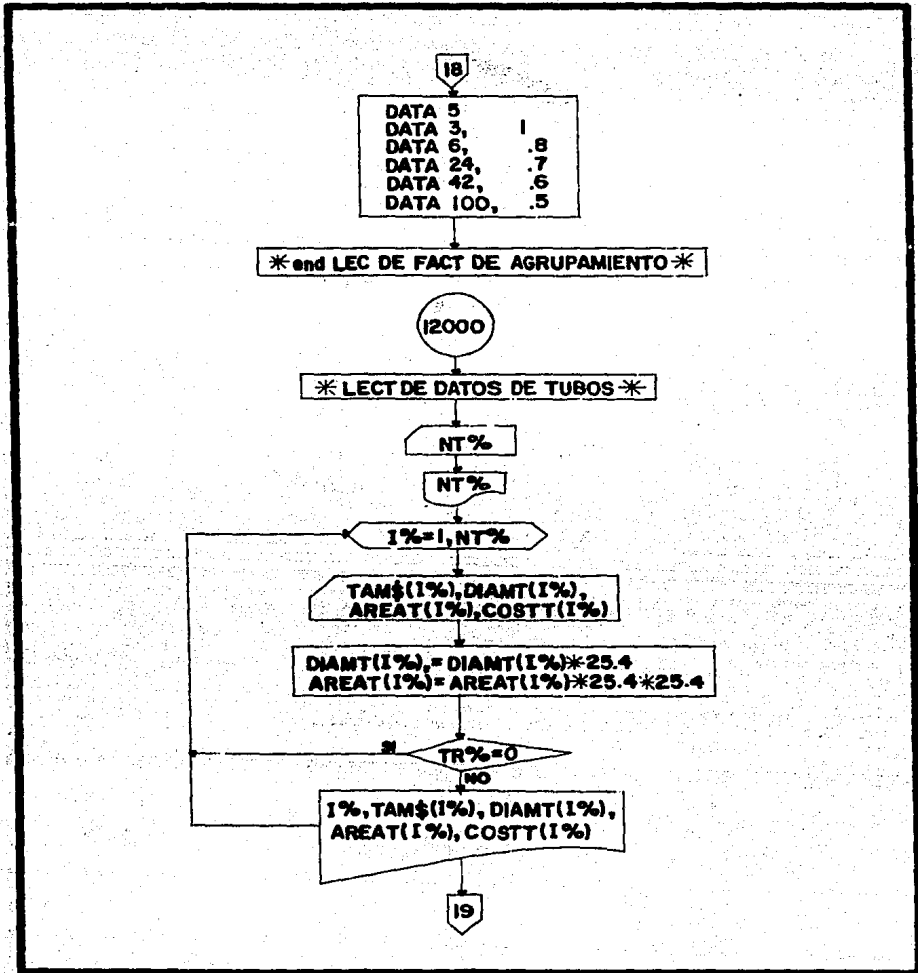 18
DATA 5
DATA 3, 1
DATA 6, .8
DATA 24, .7
DATA 42, .6
DATA 100, .5
* end LEC DE FACT DE AGRUPAMIENTO *
12000
* LECT DE DATOS DE TUBOS *
NT%
NT%
I%=1,NT%
TAM$(I%),DIAMT(I%),
AREAT(I%),COSTT(I%)
DIAMT(I%),=DIAMT(I%)*25.4
AREAT(I%)=AREAT(I%)*25.4*25.4
SI
TR%=0
NO
I%,TAM$(I%), DIAMT(I%),
AREAT(I%),COSTT(I%)
19